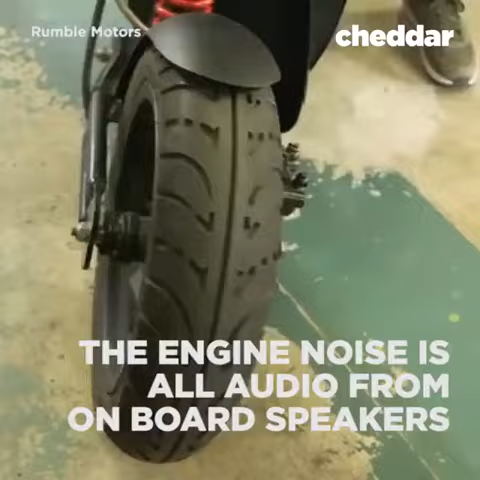 Rumble Motors
cheddar
THE ENGINE NOISE IS
ALL AUDIO FROM
ON BOARD SPEAKERS